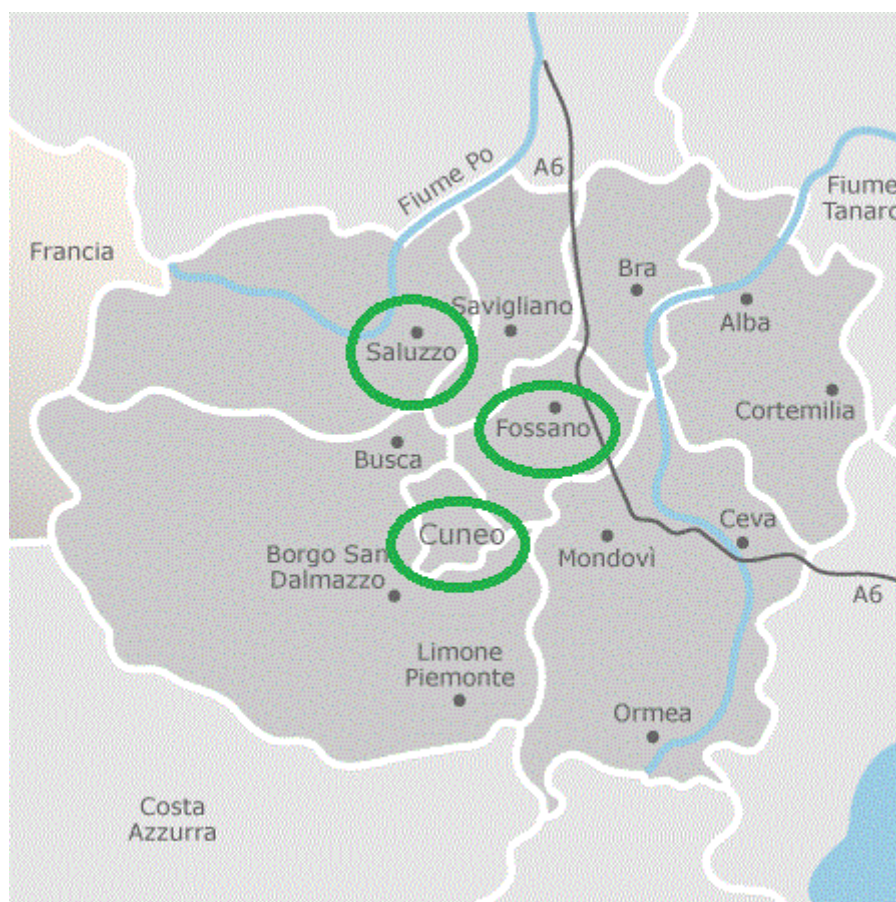 Fiume Po
A6
Fiume
Tanaro
Francia
Bra
Savigliano
Alba
Saluzzo
Cortemilia
Fossano
Busca
Ceva
Cuneo
Borgo San
Dalmazzo
Mondovì
A6
Limone
Piemonte
Ormea
Costa
Azzurra